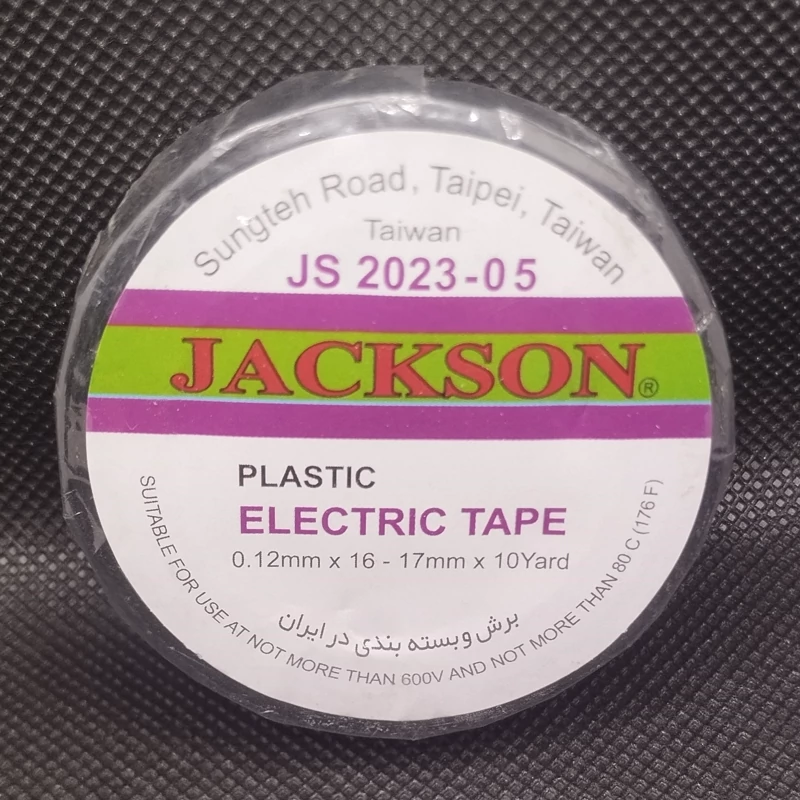 Sungteh Road, Taipei, Taiwan
Taiwan
JS 2023-05
JACKSON®
PLASTIC
ELECTRIC TAPE
0.12mm x 16 - 17mm x 10Yard
برش و بسته بندی در ایران
SUITABLE FOR USE AT NOT MORE THAN 600V AND NOT MORE THAN 80 C (176 F)